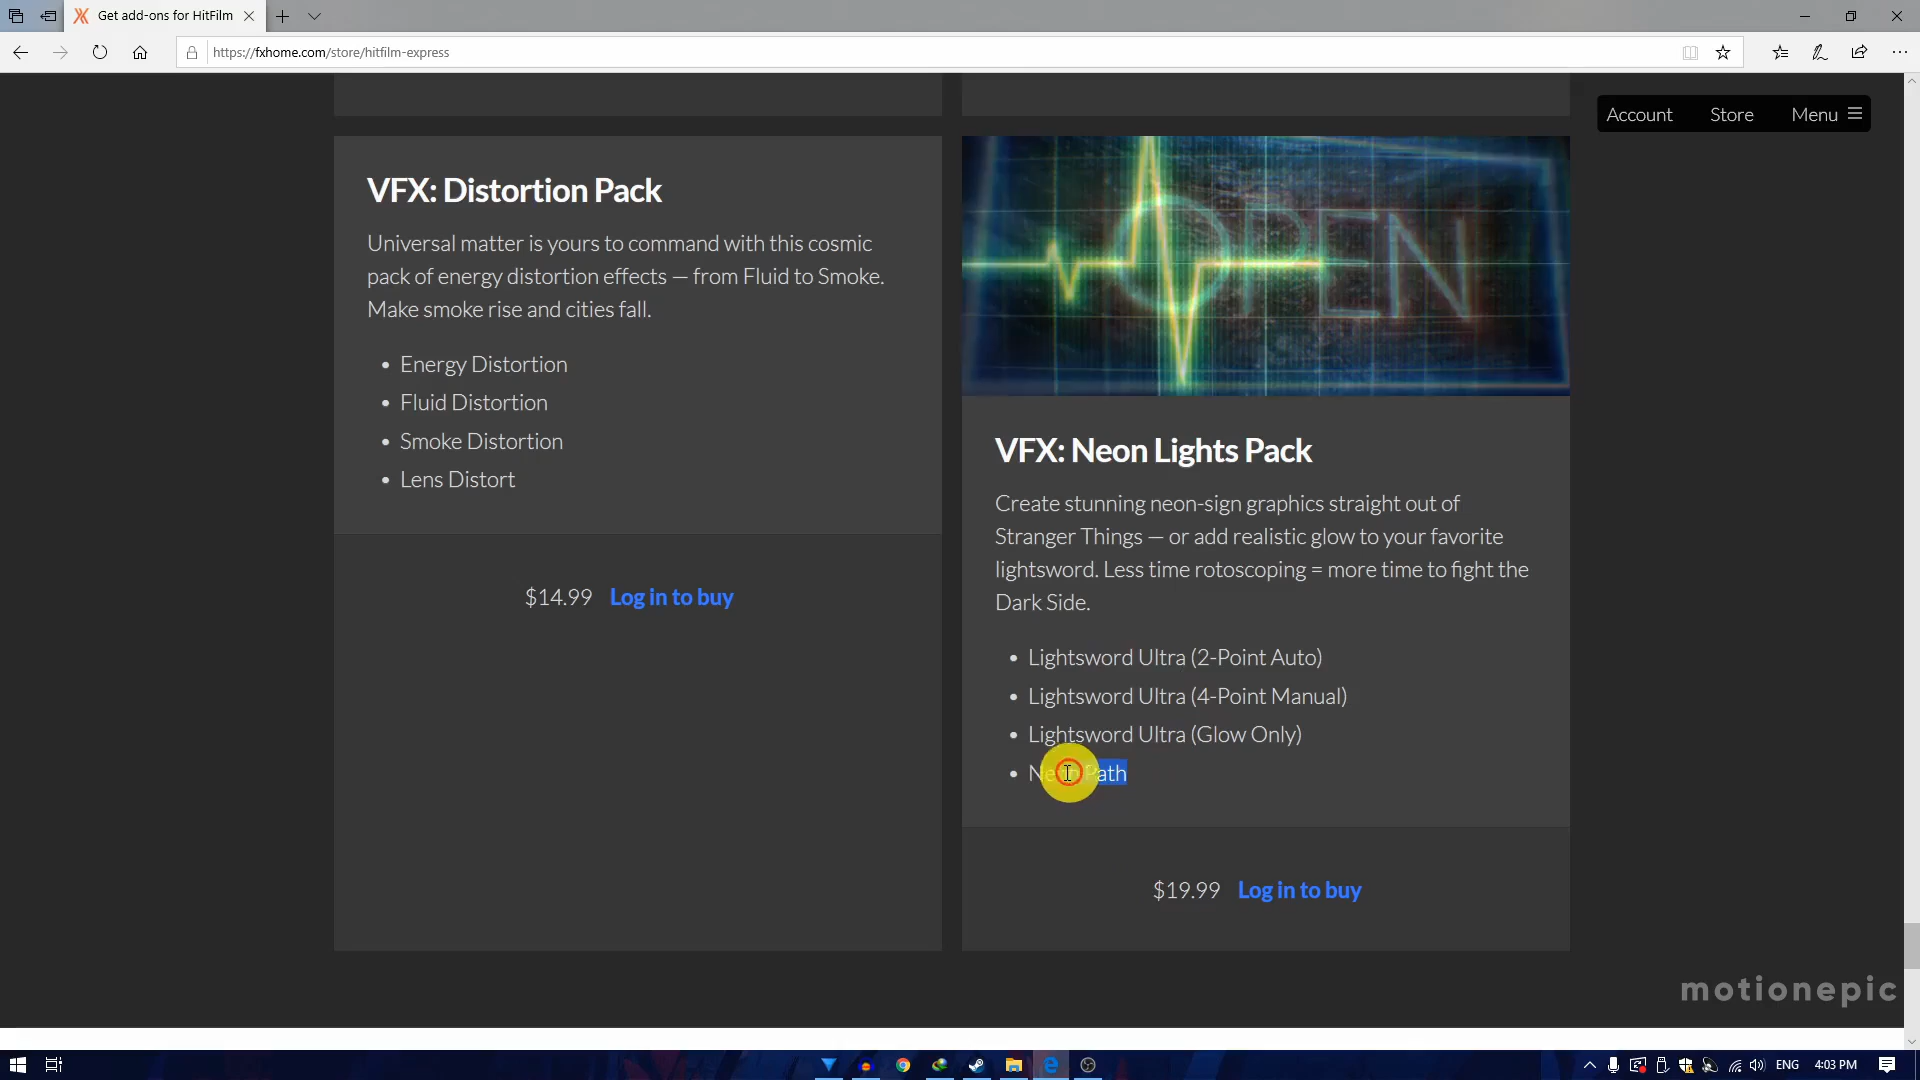 Get add-ons for HitFilm
https://fxhome.com/store/hitfilm-express
Account Store Menu
VFX: Distortion Pack
Universal matter is yours to command with this cosmic
pack of energy distortion effects — from Fluid to Smoke.
Make smoke rise and cities fall.
• Energy Distortion
• Fluid Distortion
• Smoke Distortion
• Lens Distort
$14.99 Log in to buy
OPEN
VFX: Neon Lights Pack
Create stunning neon-sign graphics straight out of
Stranger Things — or add realistic glow to your favorite
lightsword. Less time rotoscoping = more time to fight the
Dark Side.
• Lightsword Ultra (2-Point Auto)
• Lightsword Ultra (4-Point Manual)
• Lightsword Ultra (Glow Only)
• Neon Path
$19.99 Log in to buy
motionepic
ENG 4:03 PM